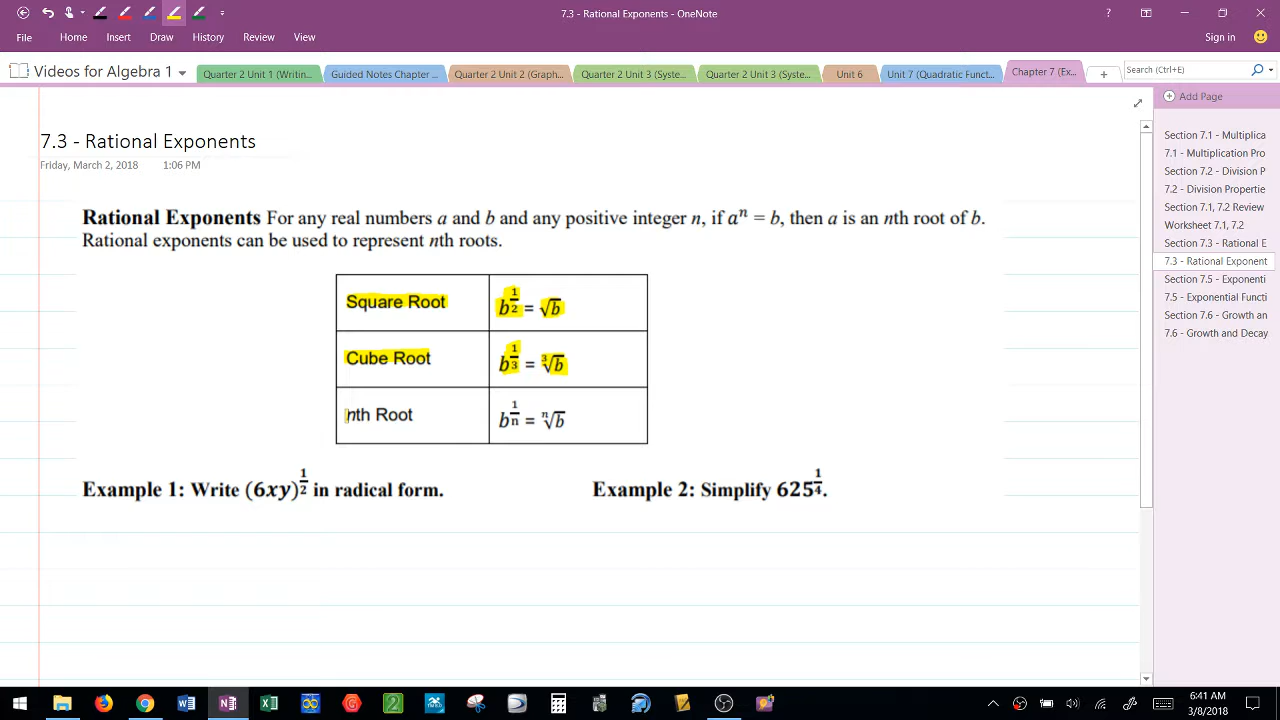 7.3 - Rational Exponents - OneNote
?
File Home Insert Draw History Review View
Sign in
Videos for Algebra 1
Quarter 2 Unit 1 (Writin...
Guided Notes Chapter ...
Quarter 2 Unit 2 (Graph...
Quarter 2 Unit 3 (Syste...
Quarter 2 Unit 3 (Syste...
Unit 6
Unit 7 (Quadratic Funct...
Chapter 7 (Ex...
Search (Ctrl+E)
Add Page
Section 7.1 - Multiplica
7.1 - Multiplication Pro
Section 7.2 - Division P
7.2 - Division Propertie
Section 7.1, 7.2 Review
Worksheet 7.1, 7.2
Section 7.3 - Rational E
7.3 - Rational Exponent
Section 7.5 - Exponenti
7.5 - Exponential Functi
Section 7.6 - Growth an
7.6 - Growth and Decay
7.3 - Rational Exponents
Friday, March 2, 2018 1:06 PM
Rational Exponents For any real numbers a and b and any positive integer n, if aⁿ = b, then a is an nth root of b.
Rational exponents can be used to represent nth roots.
Square Root b^(1/2) = √b
Cube Root b^(1/3) = ∛b
nth Root b^(1/n) = ⁿ√b
Example 1: Write (6xy)^(1/2) in radical form.
Example 2: Simplify 625^(1/4).
6:41 AM
3/8/2018